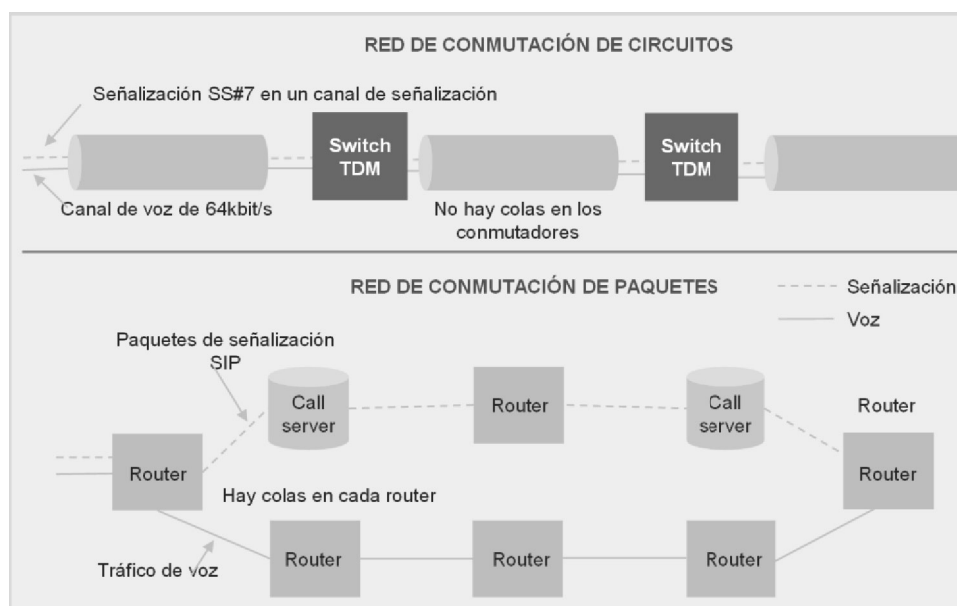 RED DE CONMUTACIÓN DE CIRCUITOS
Señalización SS#7 en un canal de señalización
Switch
TDM
Switch
TDM
Canal de voz de 64kbit/s
No hay colas en los
conmutadores
RED DE CONMUTACIÓN DE PAQUETES
Señalización
Voz
Paquetes de señalización
SIP
Call
server
Router
Call
server
Router
Router
Router
Hay colas en cada router
Router
Router
Router
Tráfico de voz